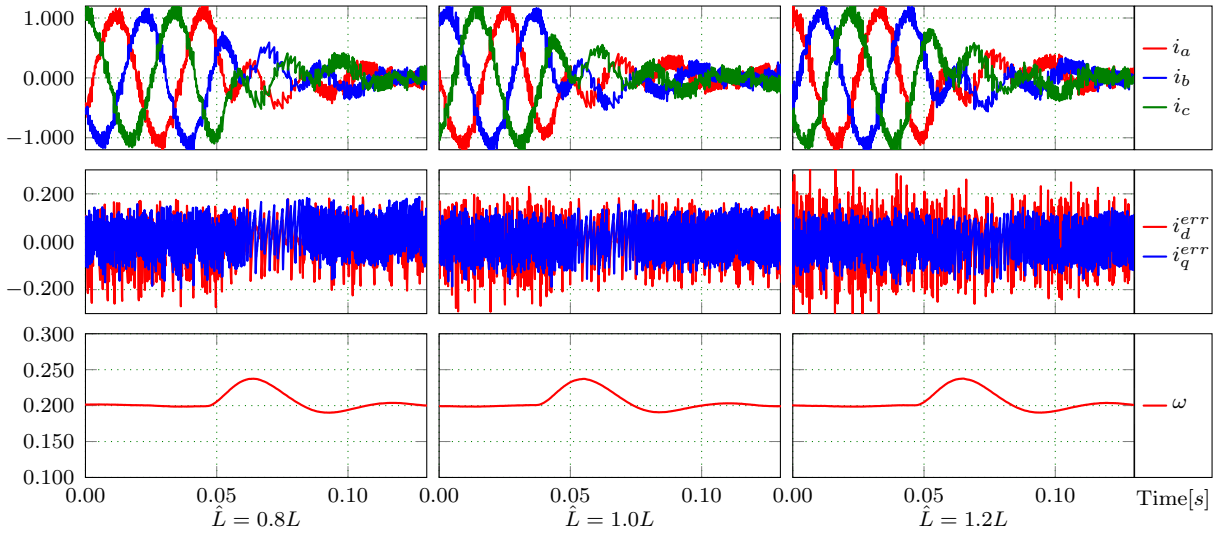 1.000
0.000
−1.000
i_a
i_b
i_c
0.200
0.000
−0.200
i_d^{err}
i_q^{err}
0.300
0.250
0.200
0.150
0.100
ω
0.00 0.05 0.10 0.00 0.05 0.10 0.00 0.05 0.10 Time[s]
L̂ = 0.8L L̂ = 1.0L L̂ = 1.2L